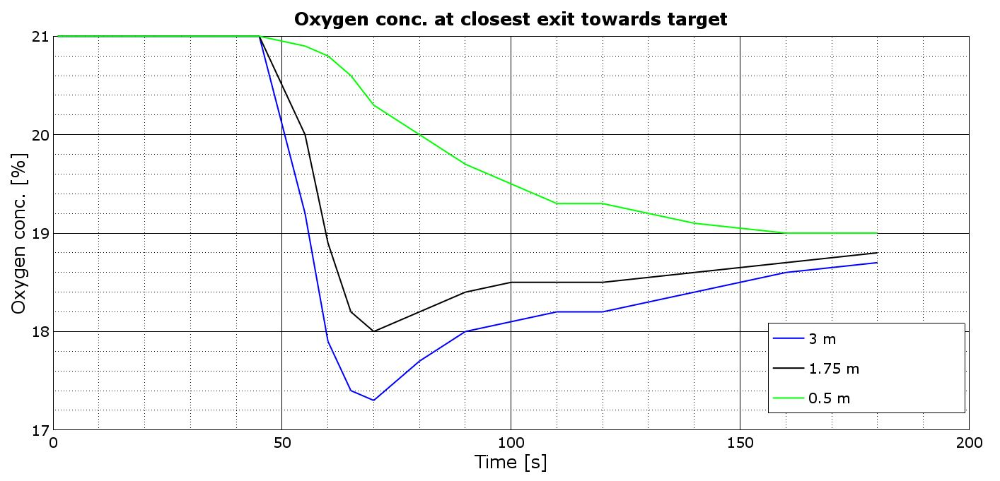 Oxygen conc. at closest exit towards target
Oxygen conc. [%]
21
20
19
18
17
0 50 100 150 200
Time [s]
3 m
1.75 m
0.5 m